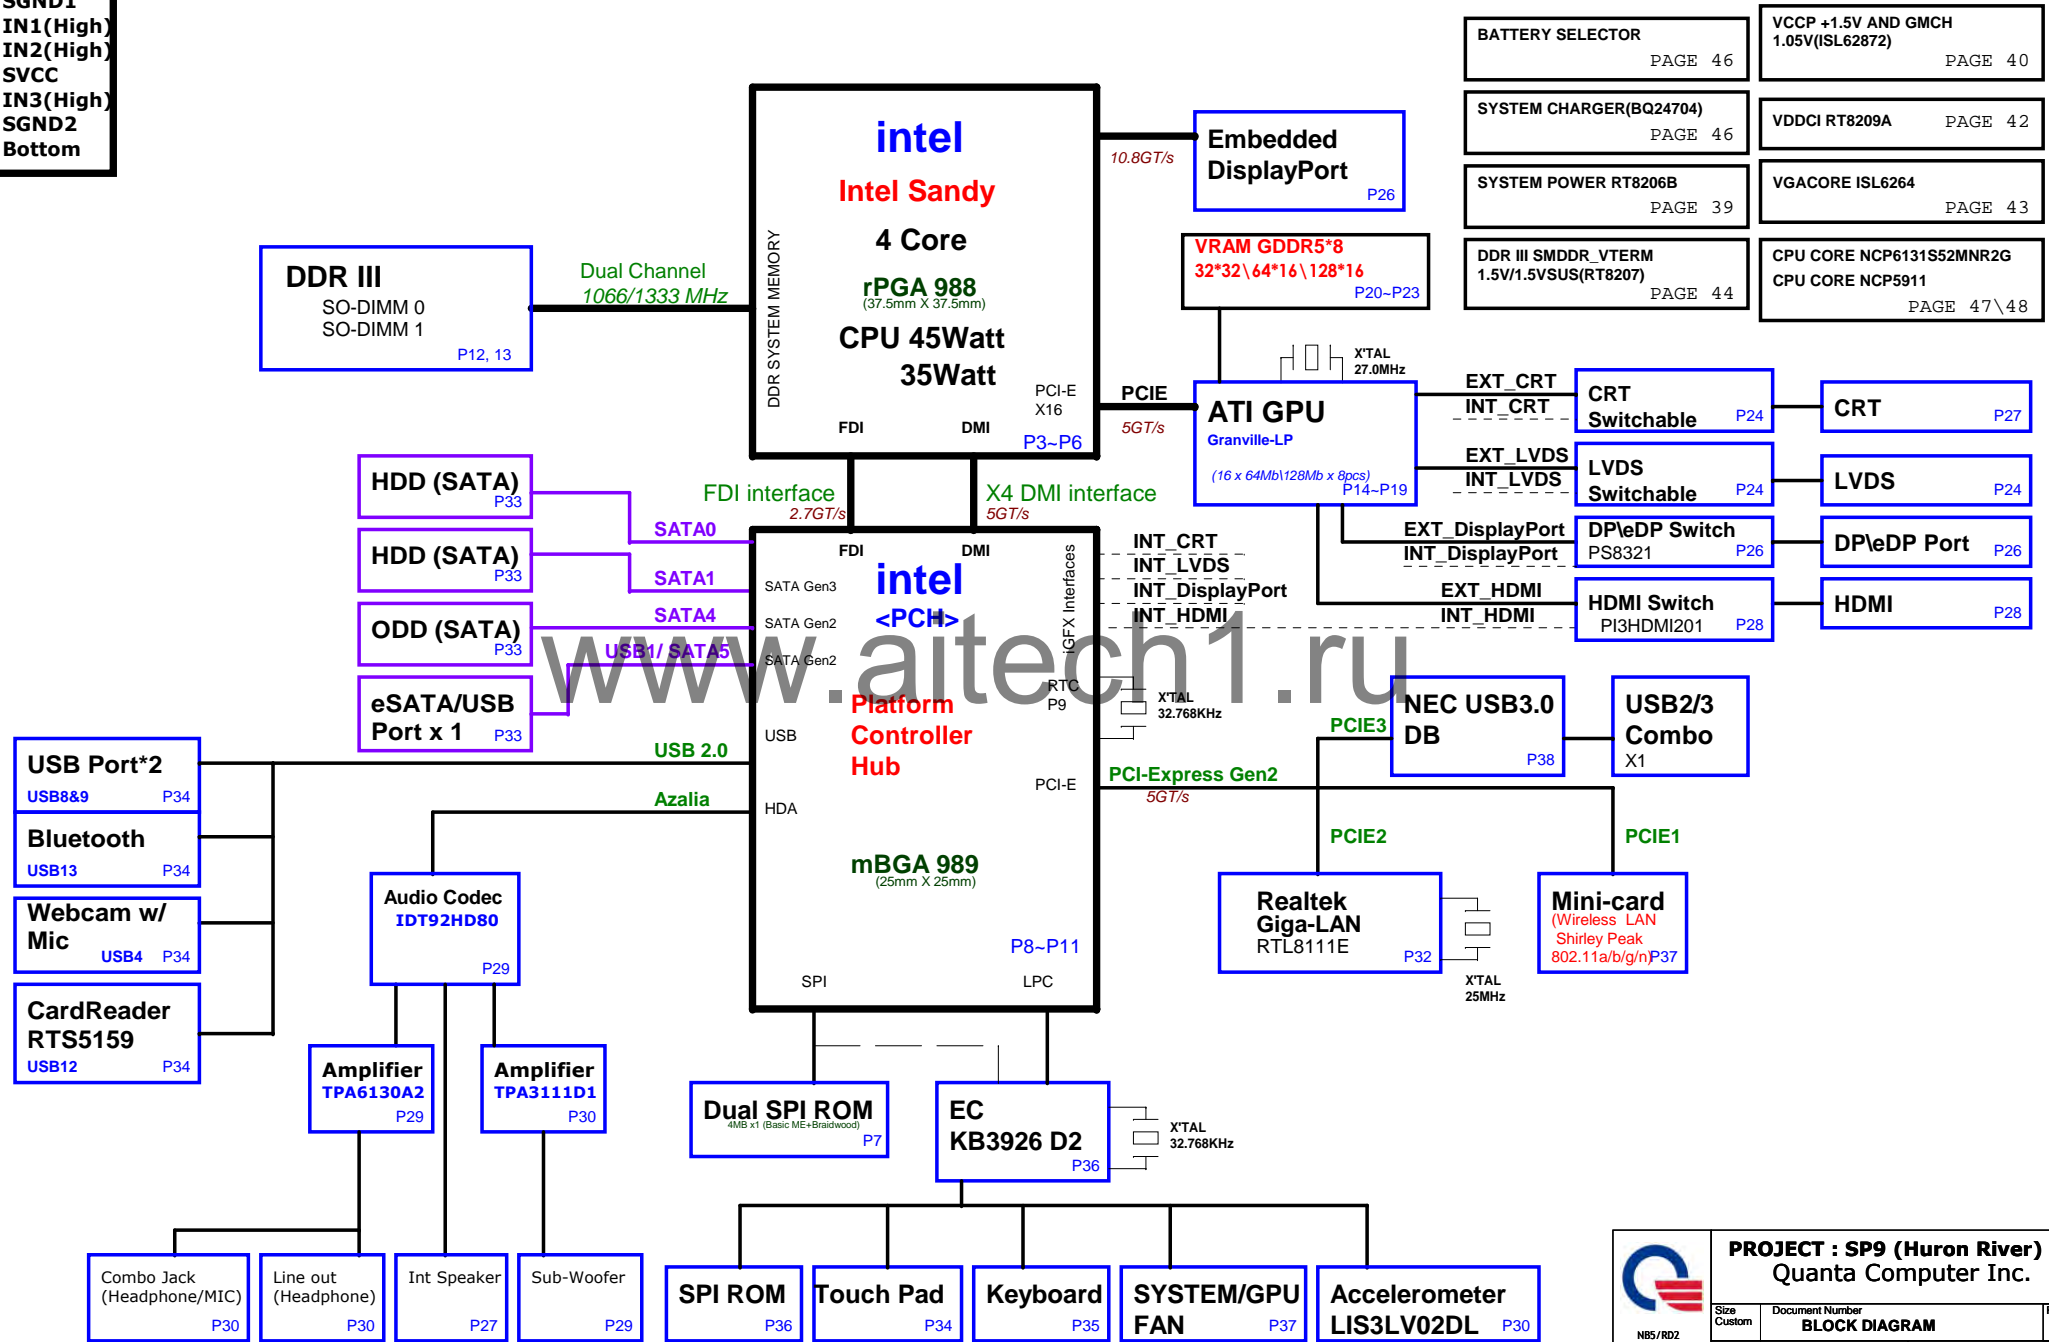 SGND1
IN1(High)
IN2(High)
SVCC
IN3(High)
SGND2
Bottom
BATTERY SELECTOR
PAGE 46
VCCP +1.5V AND GMCH
1.05V(ISL62872)
PAGE 40
SYSTEM CHARGER(BQ24704)
PAGE 46
VDDCI RT8209A PAGE 42
SYSTEM POWER RT8206B
PAGE 39
VGACORE ISL6264
PAGE 43
DDR III SMDDR_VTERM
1.5V/1.5VSUS(RT8207)
PAGE 44
CPU CORE NCP6131S52MNR2G
CPU CORE NCP5911
PAGE 47\48
intel
Intel Sandy
4 Core
rPGA 988
(37.5mm X 37.5mm)
CPU 45Watt
35Watt
DDR SYSTEM MEMORY
PCI-E
X16
FDI
DMI
P3~P6
10.8GT/s
Embedded
DisplayPort
P26
DDR III
SO-DIMM 0
SO-DIMM 1
P12, 13
Dual Channel
1066/1333 MHz
VRAM GDDR5*8
32*32\64*16\128*16
P20~P23
X'TAL
27.0MHz
PCIE
5GT/s
ATI GPU
Granville-LP
(16 x 64Mb\128Mb x 8pcs)
P14~P19
EXT_CRT
INT_CRT
CRT
Switchable P24
CRT P27
EXT_LVDS
INT_LVDS
LVDS
Switchable P24
LVDS P24
EXT_DisplayPort
INT_DisplayPort
DP\eDP Switch
PS8321 P26
DP\eDP Port P26
EXT_HDMI
INT_HDMI
HDMI Switch
PI3HDMI201 P28
HDMI P28
HDD (SATA)
P33
HDD (SATA)
P33
ODD (SATA)
P33
eSATA/USB
Port x 1 P33
SATA0
SATA1
SATA4
USB1/ SATA5
FDI interface
2.7GT/s
X4 DMI interface
5GT/s
FDI
DMI
intel
<PCH>
Platform
Controller
Hub
mBGA 989
(25mm X 25mm)
SATA Gen3
SATA Gen2
SATA Gen2
USB
HDA
SPI
LPC
P8~P11
iGFX Interfaces
RTC
P9
PCI-E
INT_CRT
INT_LVDS
INT_DisplayPort
INT_HDMI
X'TAL
32.768KHz
www.aitech1.ru
USB 2.0
Azalia
USB Port*2
USB8&9 P34
Bluetooth
USB13 P34
Webcam w/
Mic
USB4 P34
CardReader
RTS5159
USB12 P34
PCI-Express Gen2
5GT/s
PCIE3
NEC USB3.0
DB
P38
USB2/3
Combo
X1
PCIE2
PCIE1
Realtek
Giga-LAN
RTL8111E P32
X'TAL
25MHz
Mini-card
(Wireless LAN
Shirley Peak
802.11a/b/g/n)P37
Audio Codec
IDT92HD80
P29
Amplifier
TPA6130A2
P29
Amplifier
TPA3111D1
P30
Dual SPI ROM
4MB x1 (Basic ME+Braidwood)
P7
EC
KB3926 D2
P36
X'TAL
32.768KHz
Combo Jack
(Headphone/MIC)
P30
Line out
(Headphone)
P30
Int Speaker
P27
Sub-Woofer
P29
SPI ROM
P36
Touch Pad
P34
Keyboard
P35
SYSTEM/GPU
FAN P37
Accelerometer
LIS3LV02DL P30
NB5/RD2
PROJECT : SP9 (Huron River)
Quanta Computer Inc.
Size
Custom
Document Number
BLOCK DIAGRAM